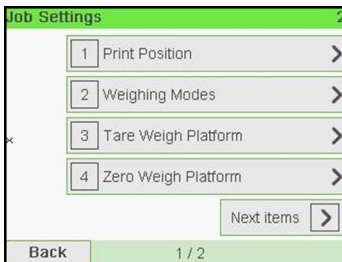 Job Settings 2
1 Print Position
2 Weighing Modes
3 Tare Weigh Platform
4 Zero Weigh Platform
Next items
Back 1 / 2